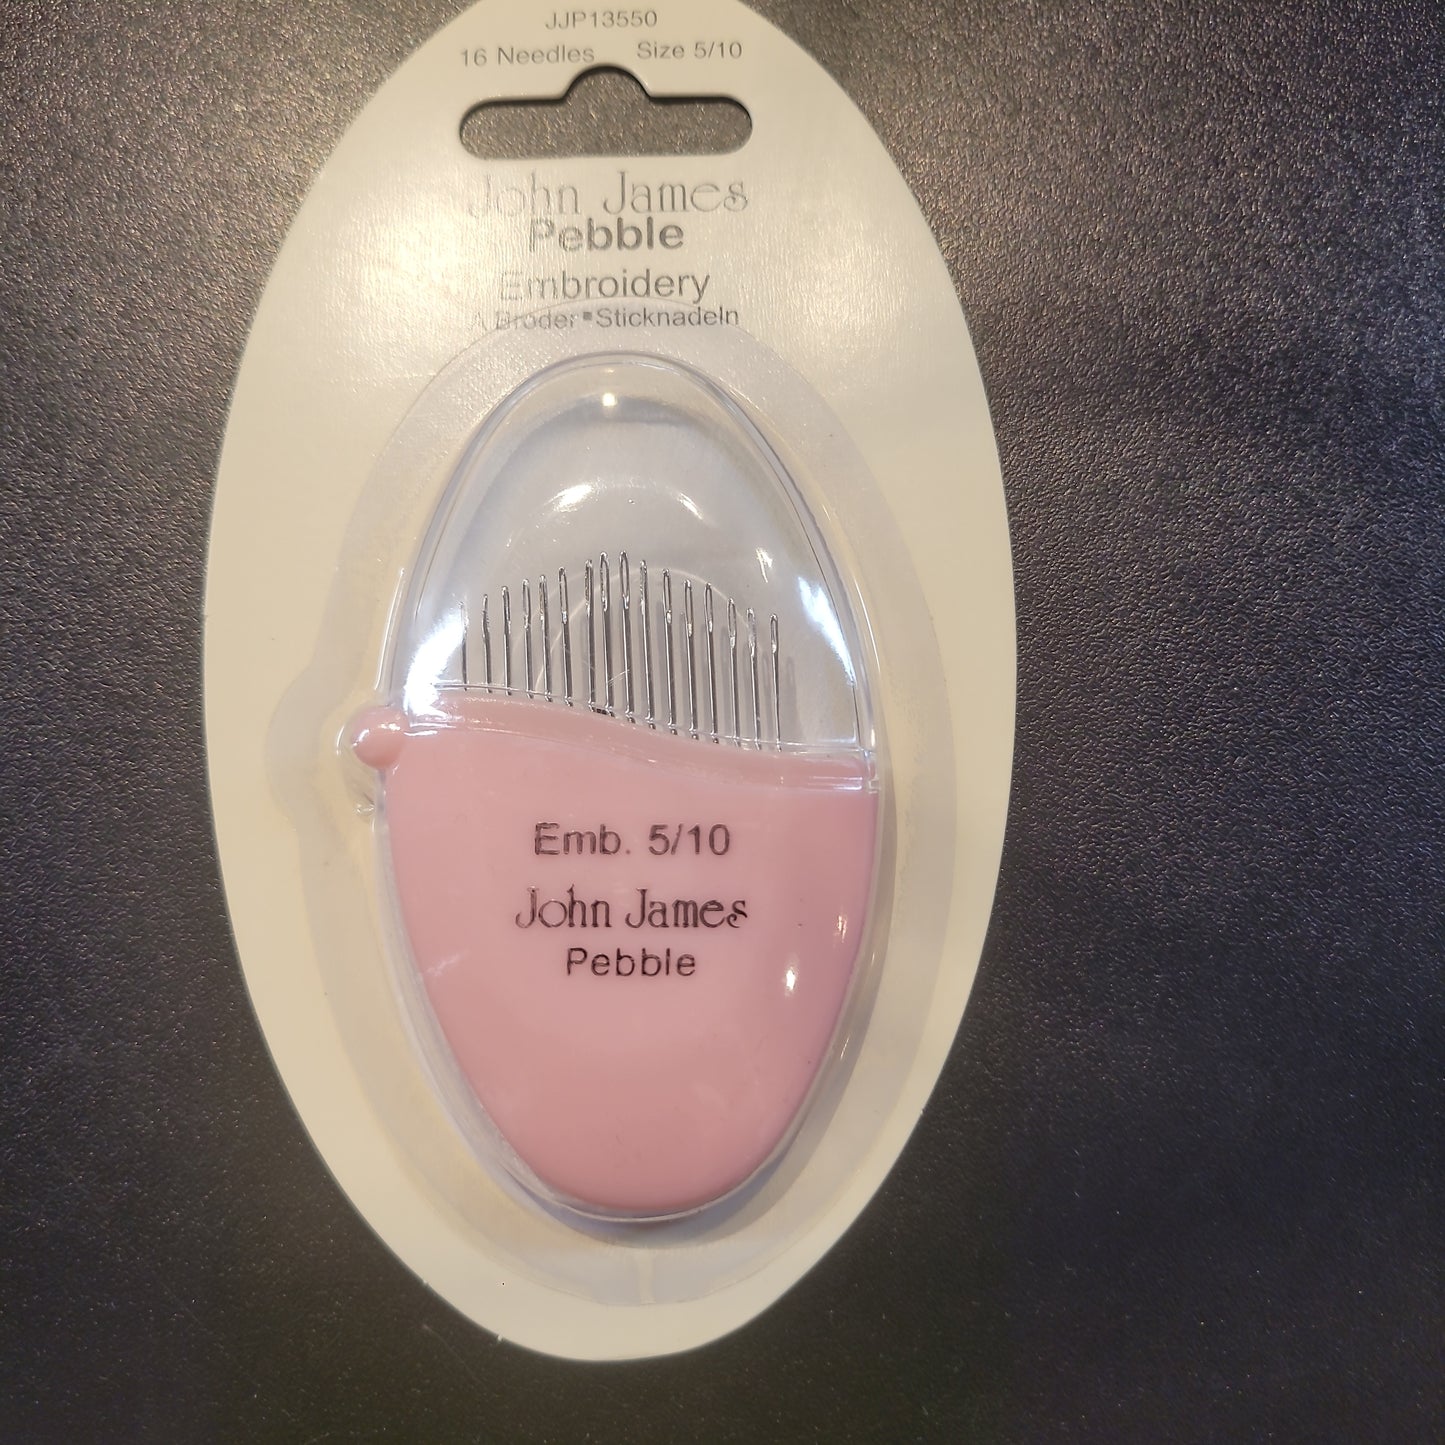 JJP13550
16 Needles Size 5/10
John James
Pebble
Embroidery
A Broder ▪ Sticknadeln
Emb. 5/10
John James
Pebble